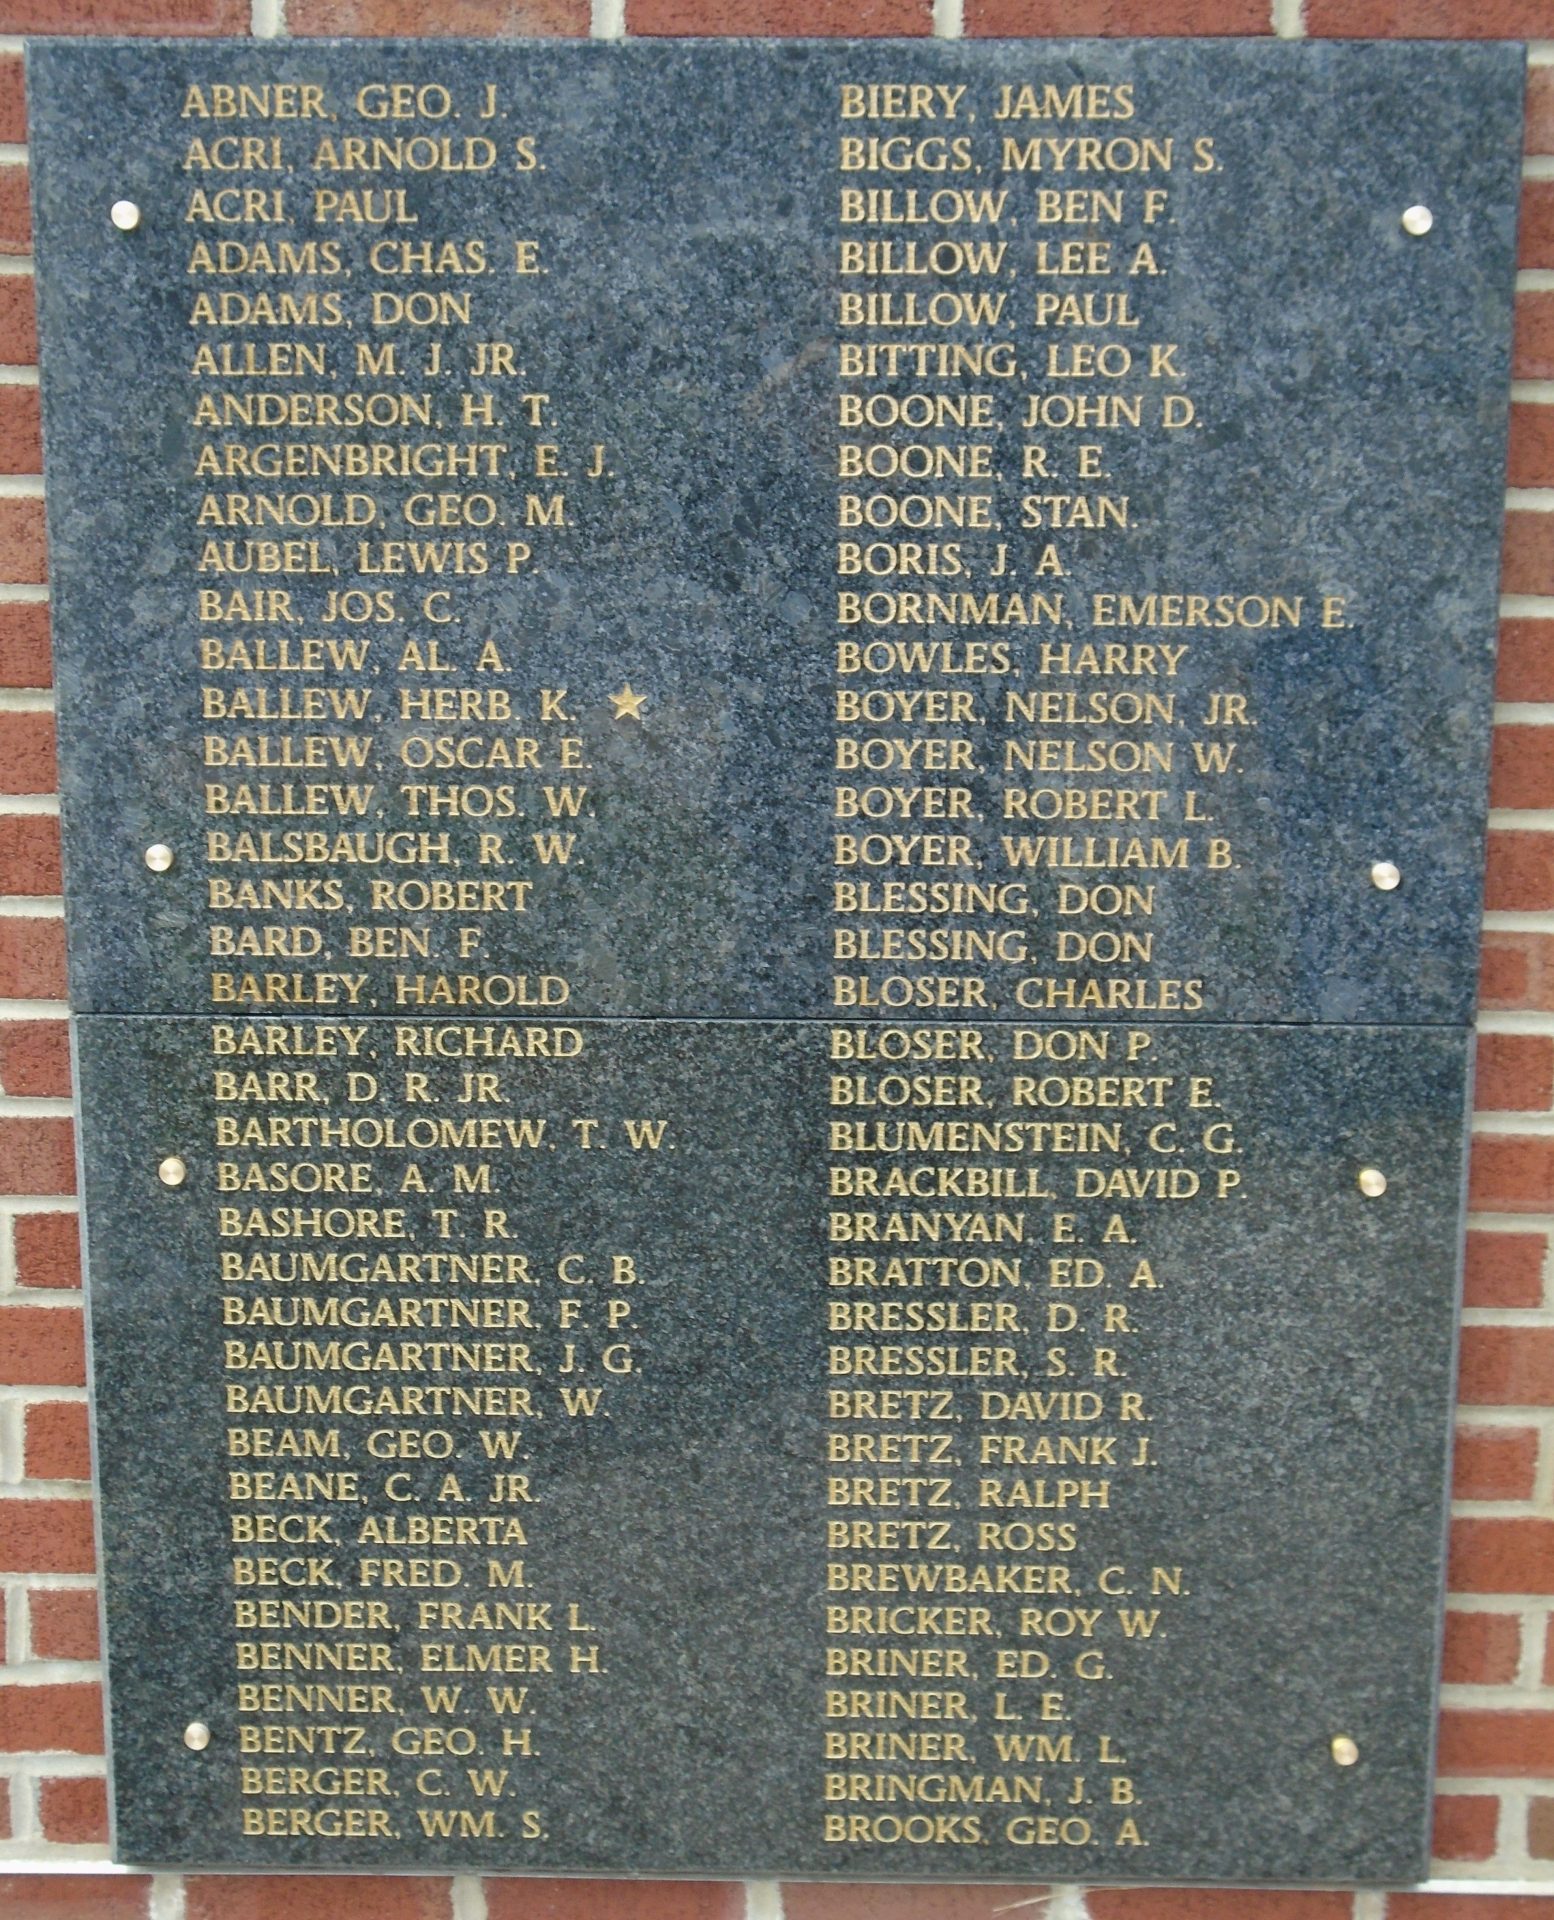 ABNER, GEO. J.
ACRI, ARNOLD S.
ACRI, PAUL
ADAMS, CHAS. E.
ADAMS, DON
ALLEN, M. J. JR.
ANDERSON, H. T.
ARGENBRIGHT, E. J.
ARNOLD, GEO. M.
AUBEL, LEWIS P.
BAIR, JOS. C.
BALLEW, AL. A.
BALLEW, HERB. K. ★
BALLEW, OSCAR E.
BALLEW, THOS. W.
BALSBAUGH, R. W.
BANKS, ROBERT
BARD, BEN. F.
BARLEY, HAROLD
BARLEY, RICHARD
BARR, D. R. JR.
BARTHOLOMEW, T. W.
BASORE, A. M.
BASHORE, T. R.
BAUMGARTNER, C. B.
BAUMGARTNER, F. P.
BAUMGARTNER, J. G.
BAUMGARTNER, W.
BEAM, GEO. W.
BEANE, C. A. JR.
BECK, ALBERTA
BECK, FRED. M.
BENDER, FRANK L.
BENNER, ELMER H.
BENNER, W. W.
BENTZ, GEO. H.
BERGER, C. W.
BERGER, WM. S.
BIERY, JAMES
BIGGS, MYRON S.
BILLOW, BEN F.
BILLOW, LEE A.
BILLOW, PAUL
BITTING, LEO K.
BOONE, JOHN D.
BOONE, R. E.
BOONE, STAN.
BORIS, J. A.
BORNMAN, EMERSON E.
BOWLES, HARRY
BOYER, NELSON, JR.
BOYER, NELSON W.
BOYER, ROBERT L.
BOYER, WILLIAM B.
BLESSING, DON
BLESSING, DON
BLOSER, CHARLES
BLOSER, DON P.
BLOSER, ROBERT E.
BLUMENSTEIN, C. G.
BRACKBILL, DAVID P.
BRANYAN, E. A.
BRATTON, ED. A.
BRESSLER, D. R.
BRESSLER, S. R.
BRETZ, DAVID R.
BRETZ, FRANK J.
BRETZ, RALPH
BRETZ, ROSS
BREWBAKER, C. N.
BRICKER, ROY W.
BRINER, ED. G.
BRINER, L. E.
BRINER, WM. L.
BRINGMAN, J. B.
BROOKS, GEO. A.